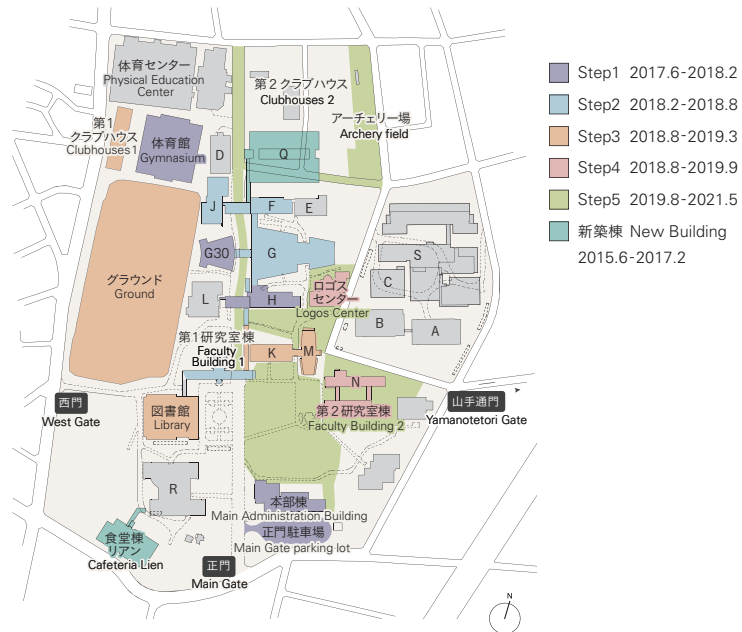 体育センター
Physical Education
Center
第2クラブハウス
Clubhouses 2
第1
クラブハウス
Clubhouses1
体育館
Gymnasium
アーチェリー場
Archery field
D
Q
J
F
E
G30
G
S
C
グラウンド
Ground
ロゴス
センター
Logos Center
L
H
B
A
第1研究室棟
Faculty
Building 1
K
M
N
西門
West Gate
図書館
Library
第2研究室棟
Faculty Building 2
山手通門
Yamanotetori Gate
R
本部棟
Main Administration Building
正門駐車場
Main Gate parking lot
食堂棟
リアン
Cafeteria Lien
正門
Main Gate
N
Step1 2017.6-2018.2
Step2 2018.2-2018.8
Step3 2018.8-2019.3
Step4 2018.8-2019.9
Step5 2019.8-2021.5
新築棟 New Building
2015.6-2017.2